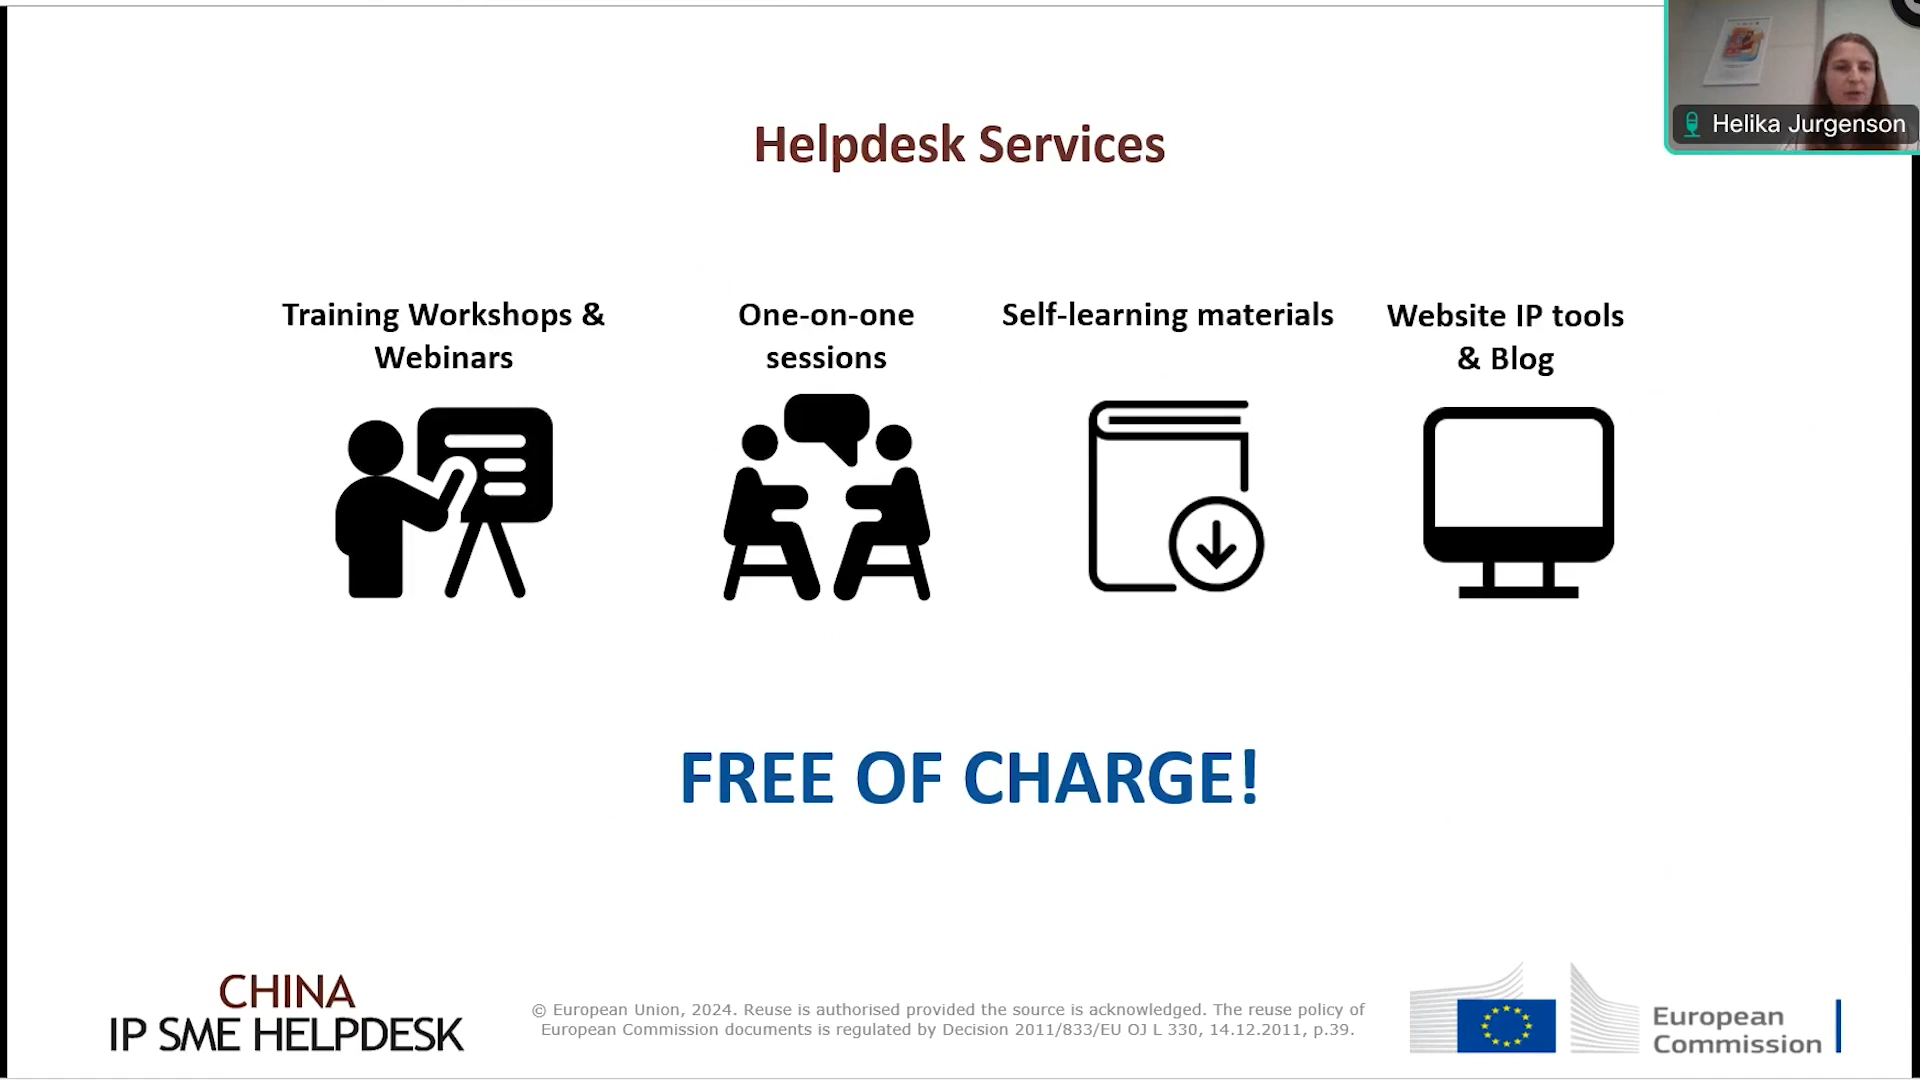 Helika Jurgenson
Helpdesk Services
Training Workshops &
Webinars
One-on-one
sessions
Self-learning materials
Website IP tools
& Blog
FREE OF CHARGE!
CHINA
IP SME HELPDESK
© European Union, 2024. Reuse is authorised provided the source is acknowledged. The reuse policy of
European Commission documents is regulated by Decision 2011/833/EU OJ L 330, 14.12.2011, p.39.
European
Commission